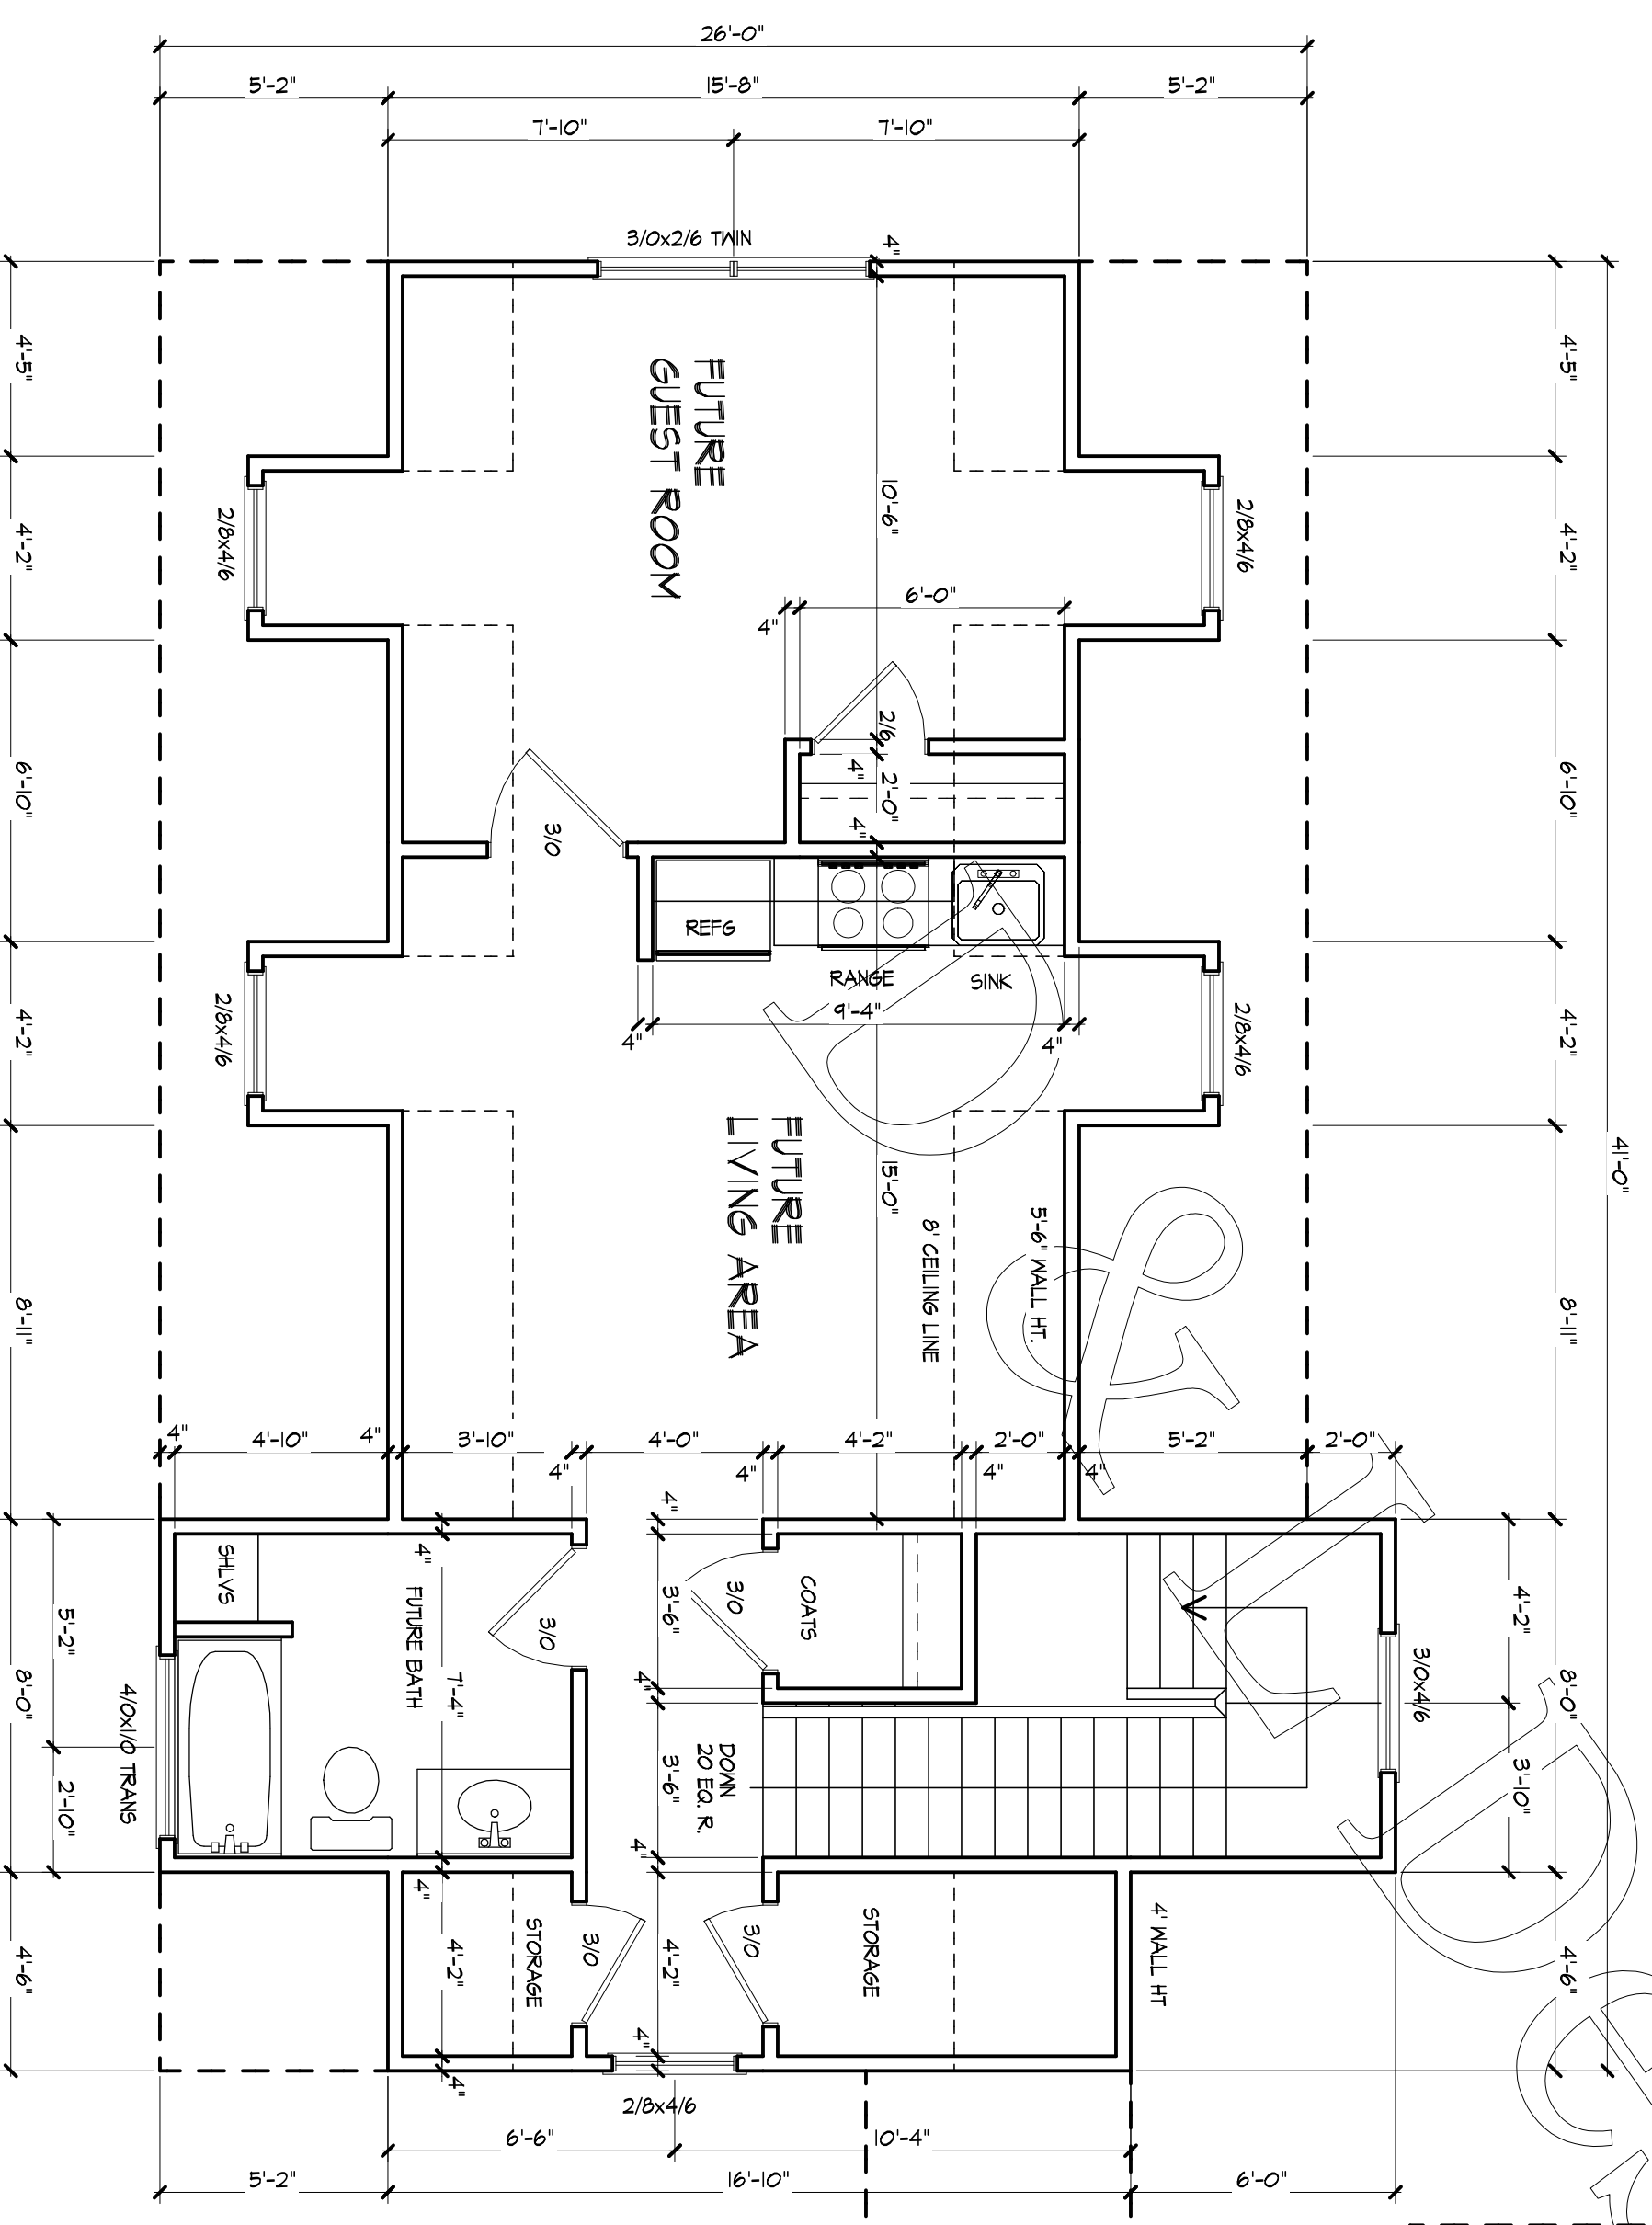 26'-0"
5'-2"
15'-8"
5'-2"
7'-10"
7'-10"
3/0x2/6 TWIN
4"
4'-5"
4'-5"
FUTURE
GUEST ROOM
10'-6"
2/8x4/6
2/8x4/6
4'-2"
4'-2"
41'-0"
6'-0"
4"
2/6
4"
2'-0"
6'-10"
6'-10"
3/0
4"
REFG
RANGE
SINK
9'-4"
4"
4"
2/8x4/6
2/8x4/6
4'-2"
4'-2"
FUTURE
LIVING AREA
15'-0"
8' CEILING LINE
5'-6" WALL HT.
8'-11"
8'-11"
4"
4'-10"
4"
3'-10"
4"
4'-0"
4"
4'-2"
4"
2'-0"
4"
5'-2"
2'-0"
4"
4"
SHLVS
FUTURE BATH
3/0
3'-6"
3/0
COATS
4'-2"
5'-2"
8'-0"
2'-10"
4/0x1/0 TRANS
7'-4"
4"
3'-6"
DOWN
20 EQ. R.
3/0x4/6
8'-0"
3'-10"
4"
4"
4'-6"
4'-2"
STORAGE
3/0
4'-2"
3/0
STORAGE
4' WALL HT
4'-6"
4"
4"
2/8x4/6
6'-6"
10'-4"
5'-2"
16'-10"
6'-0"